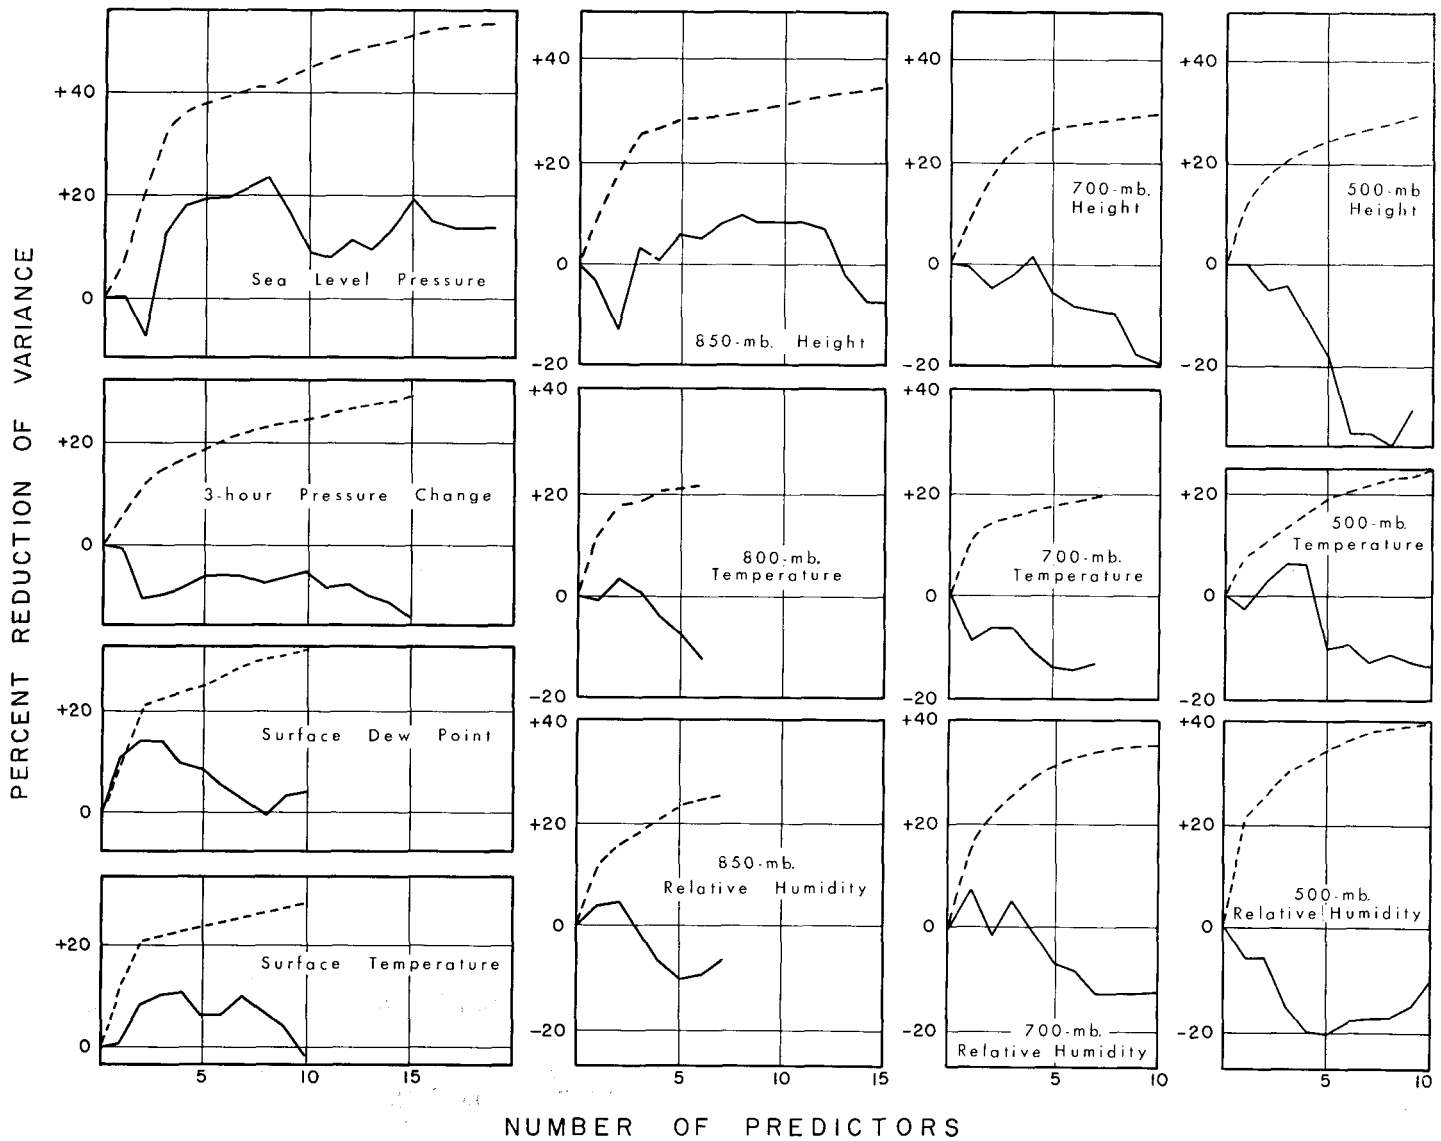 PERCENT REDUCTION OF VARIANCE
+40
+20
0
Sea Level Pressure
+40
+20
0
-20
850-mb. Height
+40
+20
0
-20
700-mb.
Height
+40
+20
0
-20
500-mb
Height
+20
0
3-hour Pressure Change
+40
+20
0
-20
800-mb.
Temperature
+40
+20
0
-20
700-mb.
Temperature
+20
0
-20
500-mb.
Temperature
+20
0
Surface Dew Point
+20
0
Surface Temperature
5
10
15
+40
+20
0
-20
850-mb.
Relative Humidity
5
10
15
+40
+20
0
-20
700-mb.
Relative Humidity
5
10
+40
+20
0
-20
500-mb.
Relative Humidity
5
10
NUMBER OF PREDICTORS